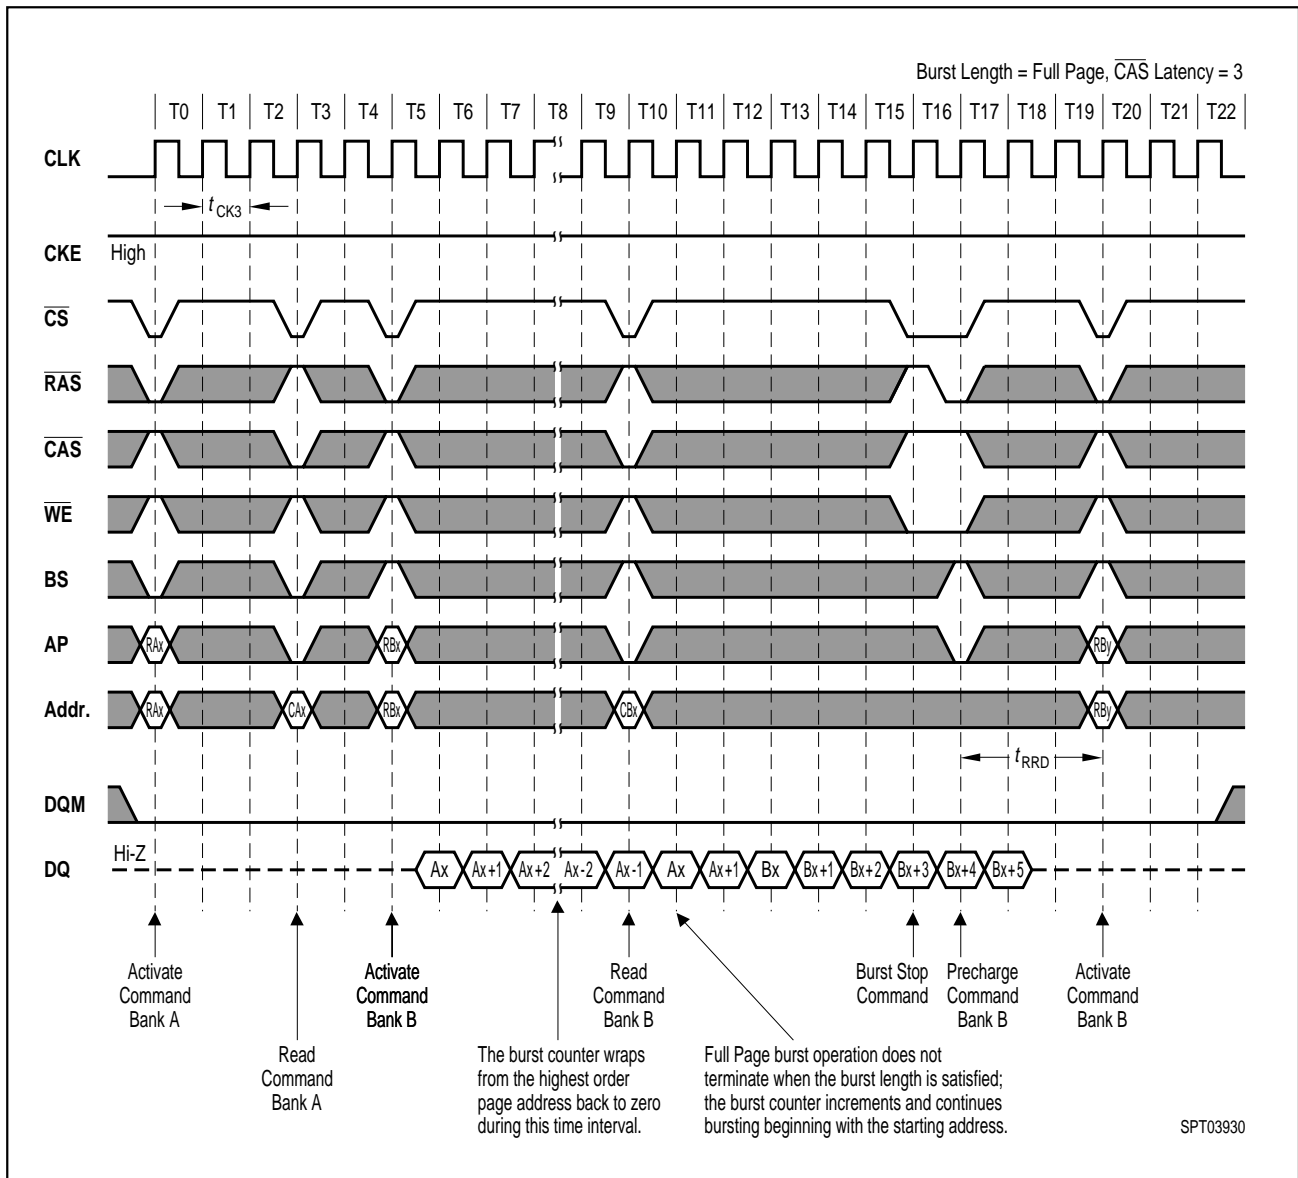 Burst Length = Full Page, CAS Latency = 3
T0 T1 T2 T3 T4 T5 T6 T7 T8 T9 T10 T11 T12 T13 T14 T15 T16 T17 T18 T19 T20 T21 T22
CLK
tCK3
CKE High
CS
RAS
CAS
WE
BS
AP RAx RBx RBy
Addr. RAx CAx RBx CBx RBy
tRRD
DQM
DQ Hi-Z Ax Ax+1 Ax+2 Ax-2 Ax-1 Ax Ax+1 Bx Bx+1 Bx+2 Bx+3 Bx+4 Bx+5
Activate
Command
Bank A
Read
Command
Bank A
Activate
Command
Bank B
The burst counter wraps
from the highest order
page address back to zero
during this time interval.
Read
Command
Bank B
Full Page burst operation does not
terminate when the burst length is satisfied;
the burst counter increments and continues
bursting beginning with the starting address.
Burst Stop
Command
Precharge
Command
Bank B
Activate
Command
Bank B
SPT03930